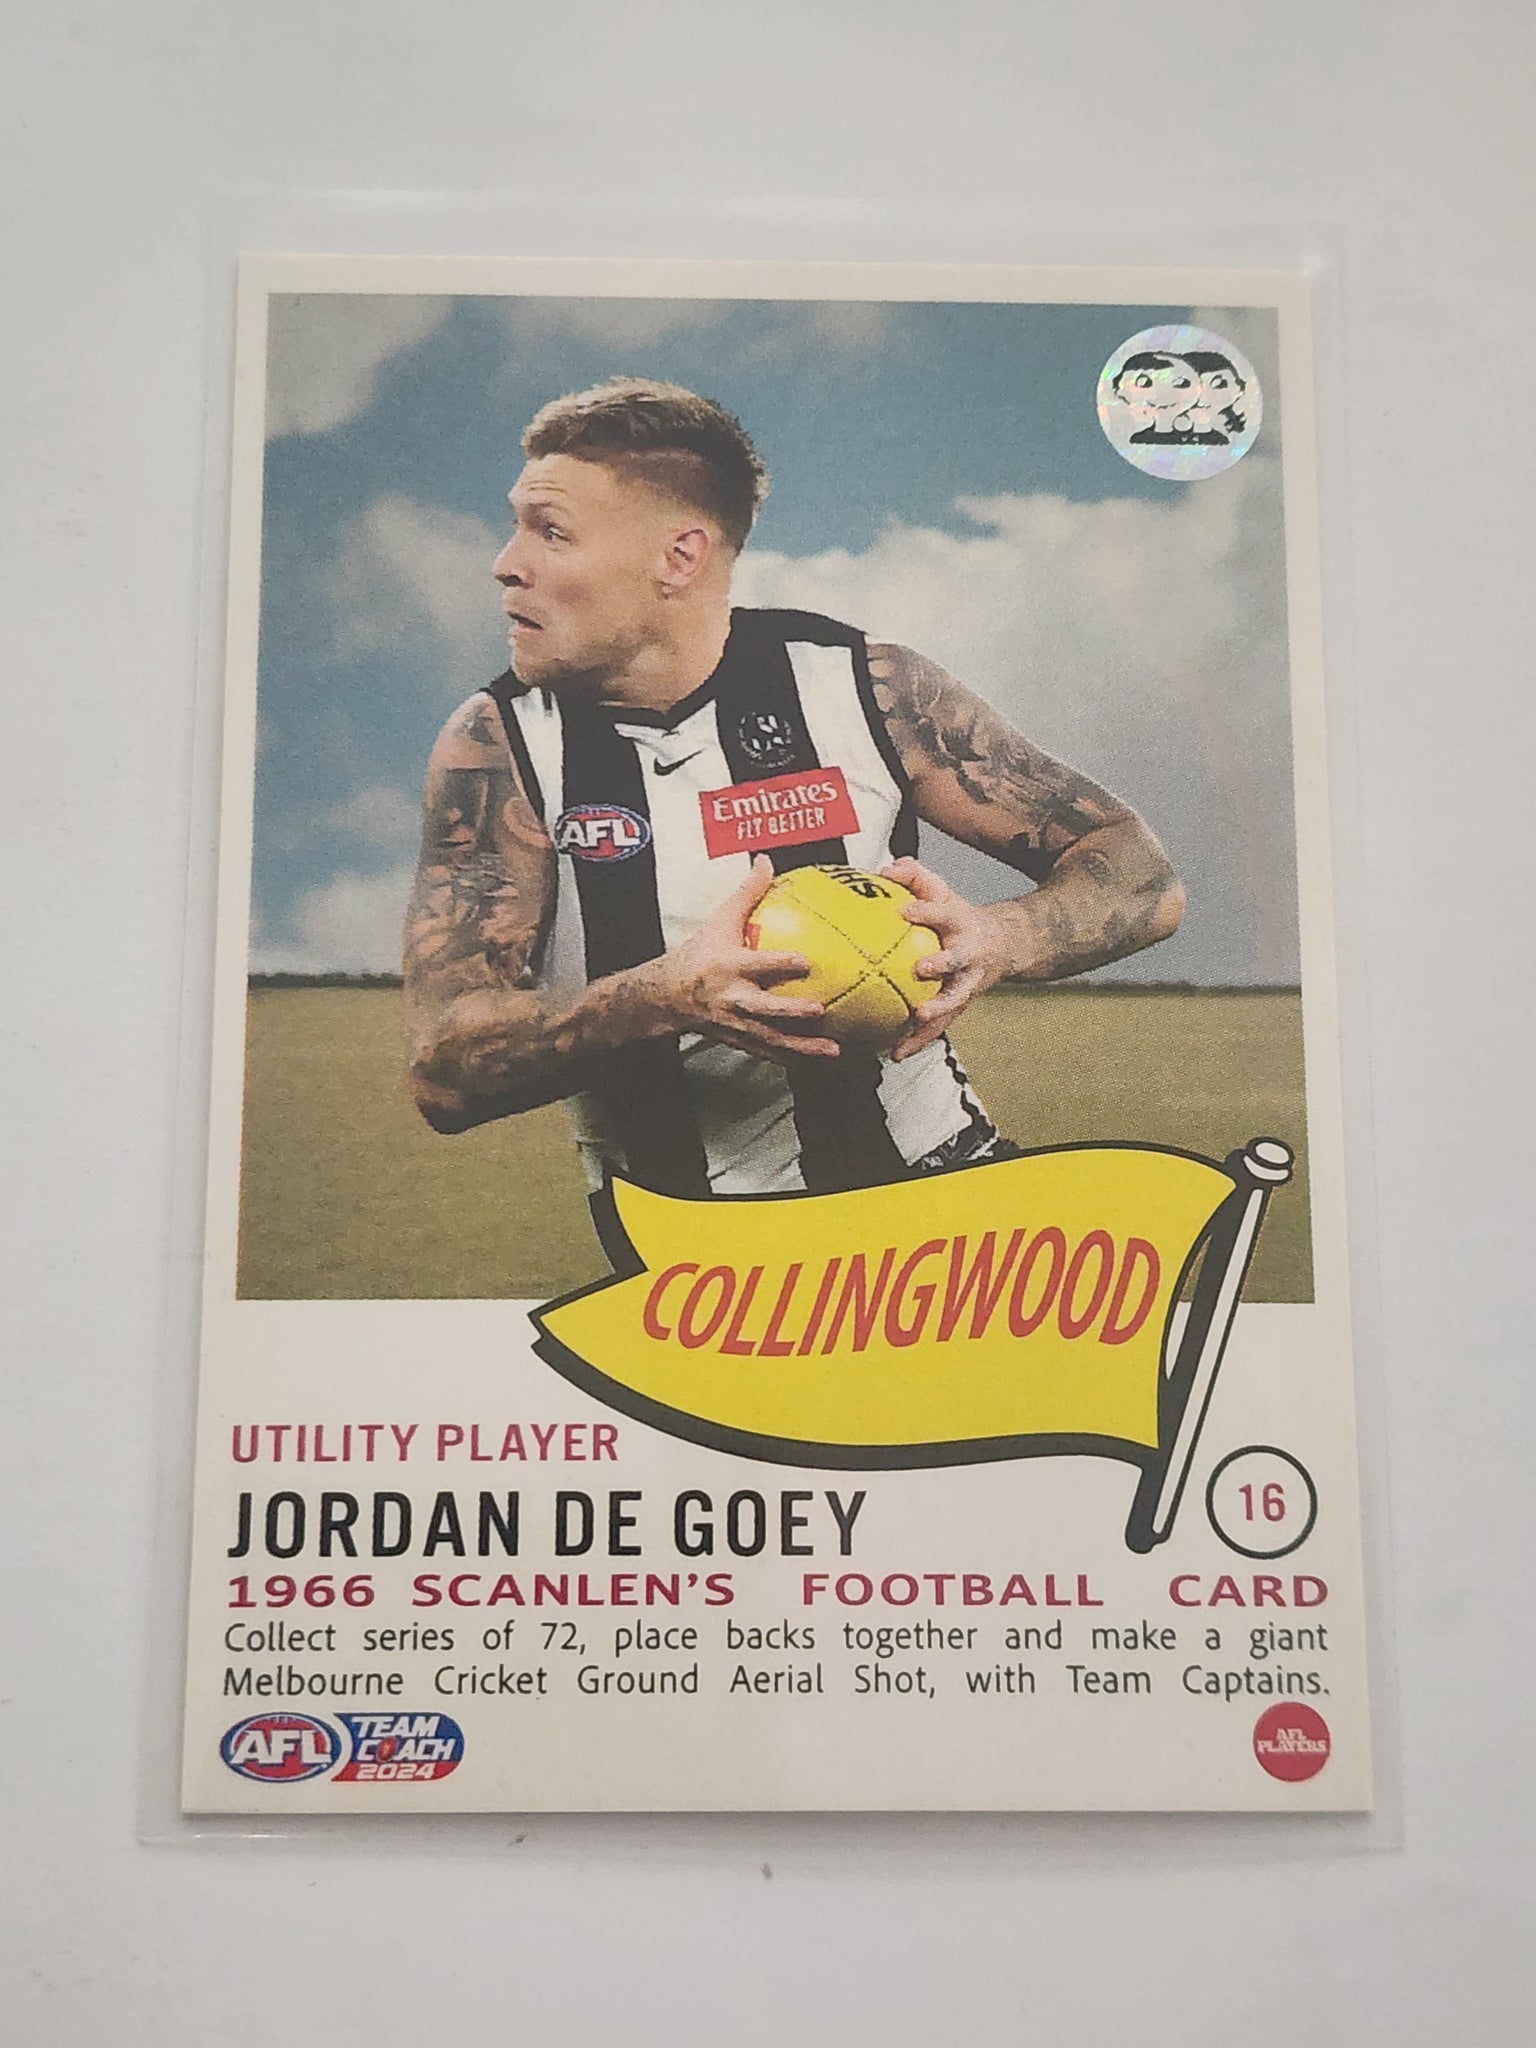 AFL
Emirates
FLY BETTER
COLLINGWOOD
UTILITY PLAYER
JORDAN DE GOEY
16
1966 SCANLEN'S FOOTBALL CARD
Collect series of 72, place backs together and make a giant
Melbourne Cricket Ground Aerial Shot, with Team Captains.
AFL
TEAM
COACH
2024
AFL
PLAYERS